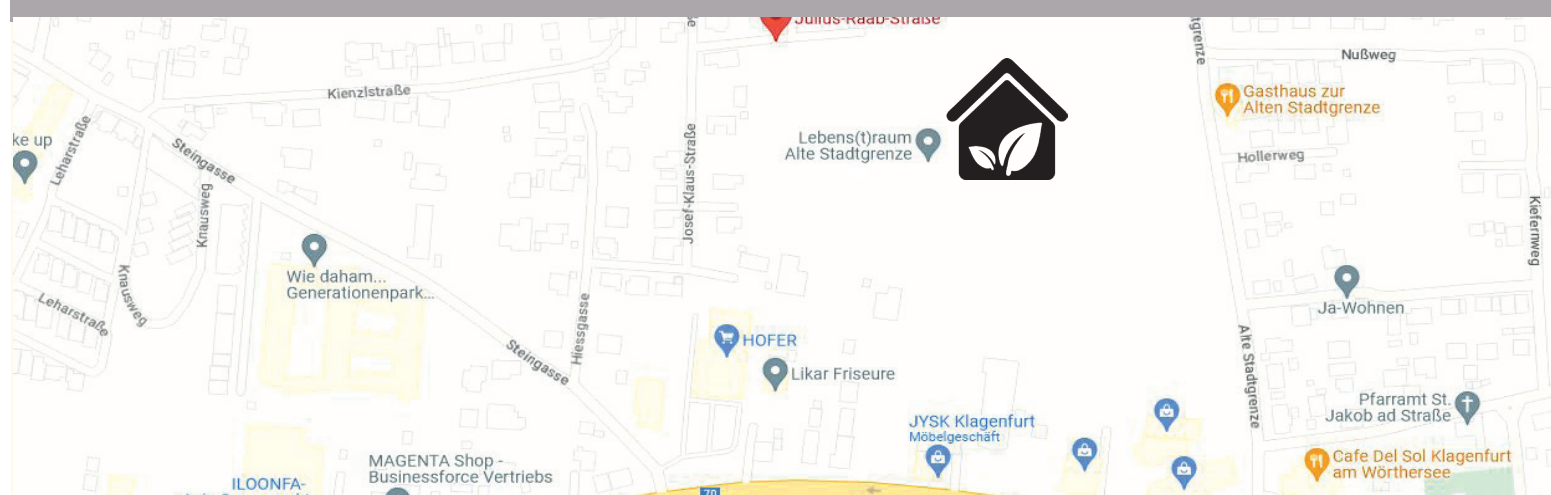 Julius-Raab-Straße
Nußweg
Kienzlstraße
Gasthaus zur
Alten Stadtgrenze
ke up
Leharstraße
Steingasse
Lebens(t)raum
Alte Stadtgrenze
Hollerweg
Josef-Klaus-Straße
Knausweg
Kiefernweg
Wie daham...
Generationenpark...
Knausweg
Leharstraße
Hiessgasse
Ja-Wohnen
HOFER
Steingasse
Alte Stadtgrenze
Likar Friseure
Pfarramt St.
Jakob ad Straße
JYSK Klagenfurt
Möbelgeschäft
MAGENTA Shop -
Businessforce Vertriebs
Cafe Del Sol Klagenfurt
am Wörthersee
ILOONFA-
70
tgrenze